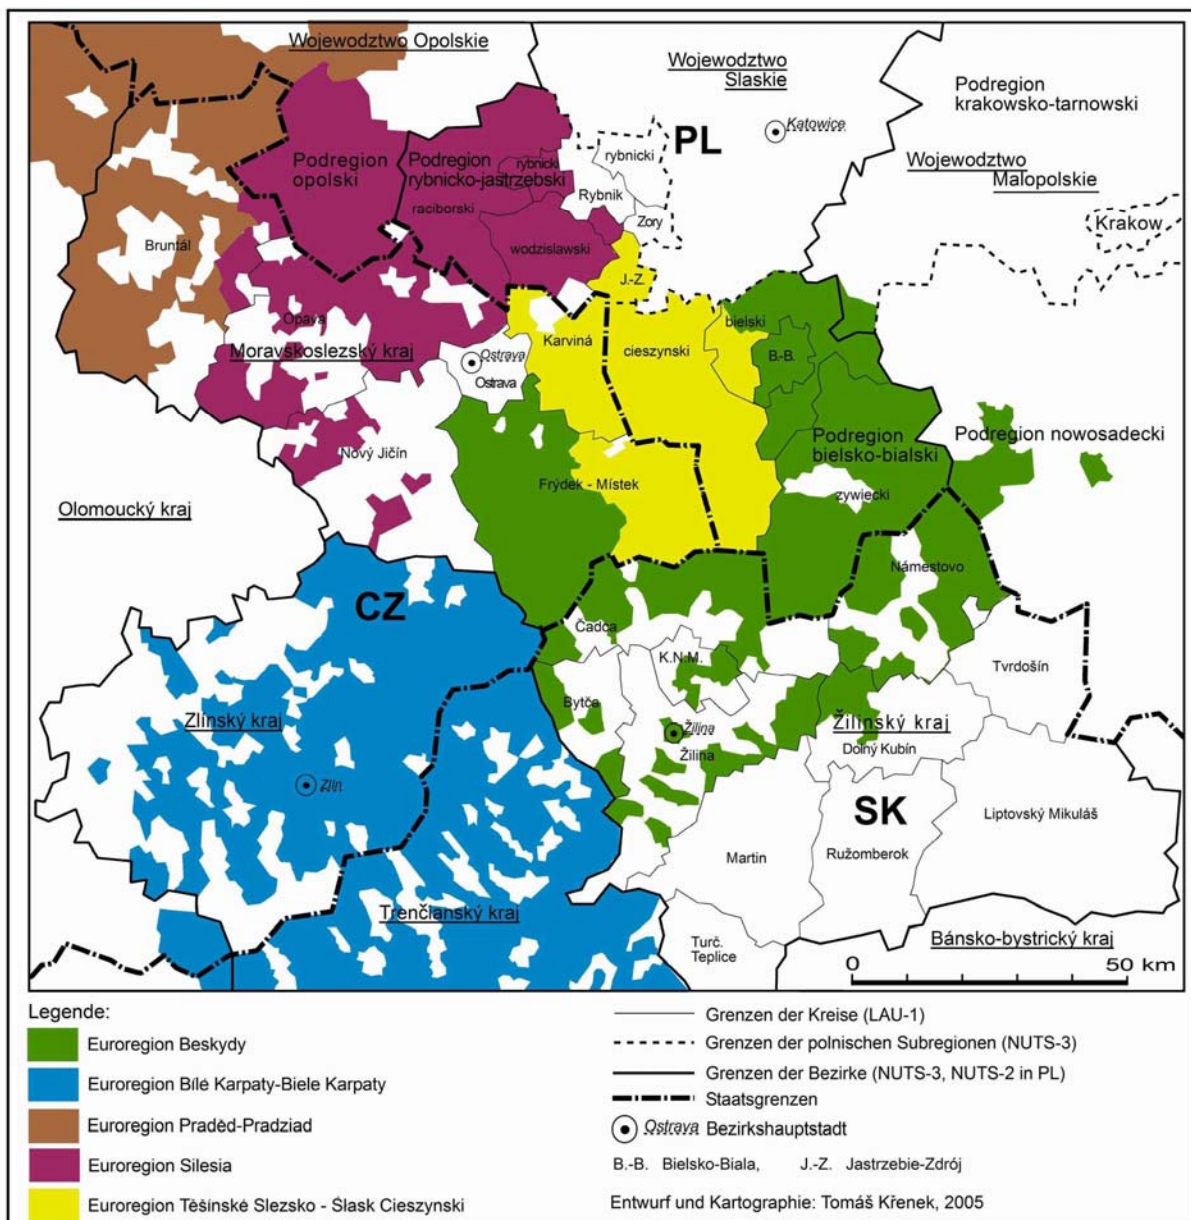 Wojewodztwo Opolskie
Wojewodztwo
Slaskie
Podregion
krakowsko-tarnowski
Katowice
PL
Wojewodztwo
Malopolskie
Krakow
Podregion
opolski
Podregion
rybnicko-jastrzebski
rybnicki
raciborski
wodzislawski
rybnicki
Rybnik
Zory
J.-Z.
Bruntál
Opava
Moravskoslezský kraj
Ostrava
Ostrava
Karviná
cieszynski
bielski
B.-B.
Nový Jičín
Frýdek - Místek
Podregion
bielsko-bialski
zywiecki
Podregion nowosadecki
Olomoucký kraj
Námestovo
CZ
Čadca
K.N.M.
Tvrdošín
Bytča
Zlínský kraj
Žilina
Žilina
Žilinský kraj
Dolný Kubín
Zlín
SK
Liptovský Mikuláš
Martin
Ružomberok
Trenčianský kraj
Turč.
Teplice
Bánsko-bystrický kraj
0 50 km
Legende:
Euroregion Beskydy
Euroregion Bílé Karpaty-Biele Karpaty
Euroregion Praděd-Pradziad
Euroregion Silesia
Euroregion Těšínské Slezsko - Ślask Cieszynski
Grenzen der Kreise (LAU-1)
Grenzen der polnischen Subregionen (NUTS-3)
Grenzen der Bezirke (NUTS-3, NUTS-2 in PL)
Staatsgrenzen
Ostrava Bezirkshauptstadt
B.-B. Bielsko-Biala, J.-Z. Jastrzebie-Zdrój
Entwurf und Kartographie: Tomáš Křenek, 2005